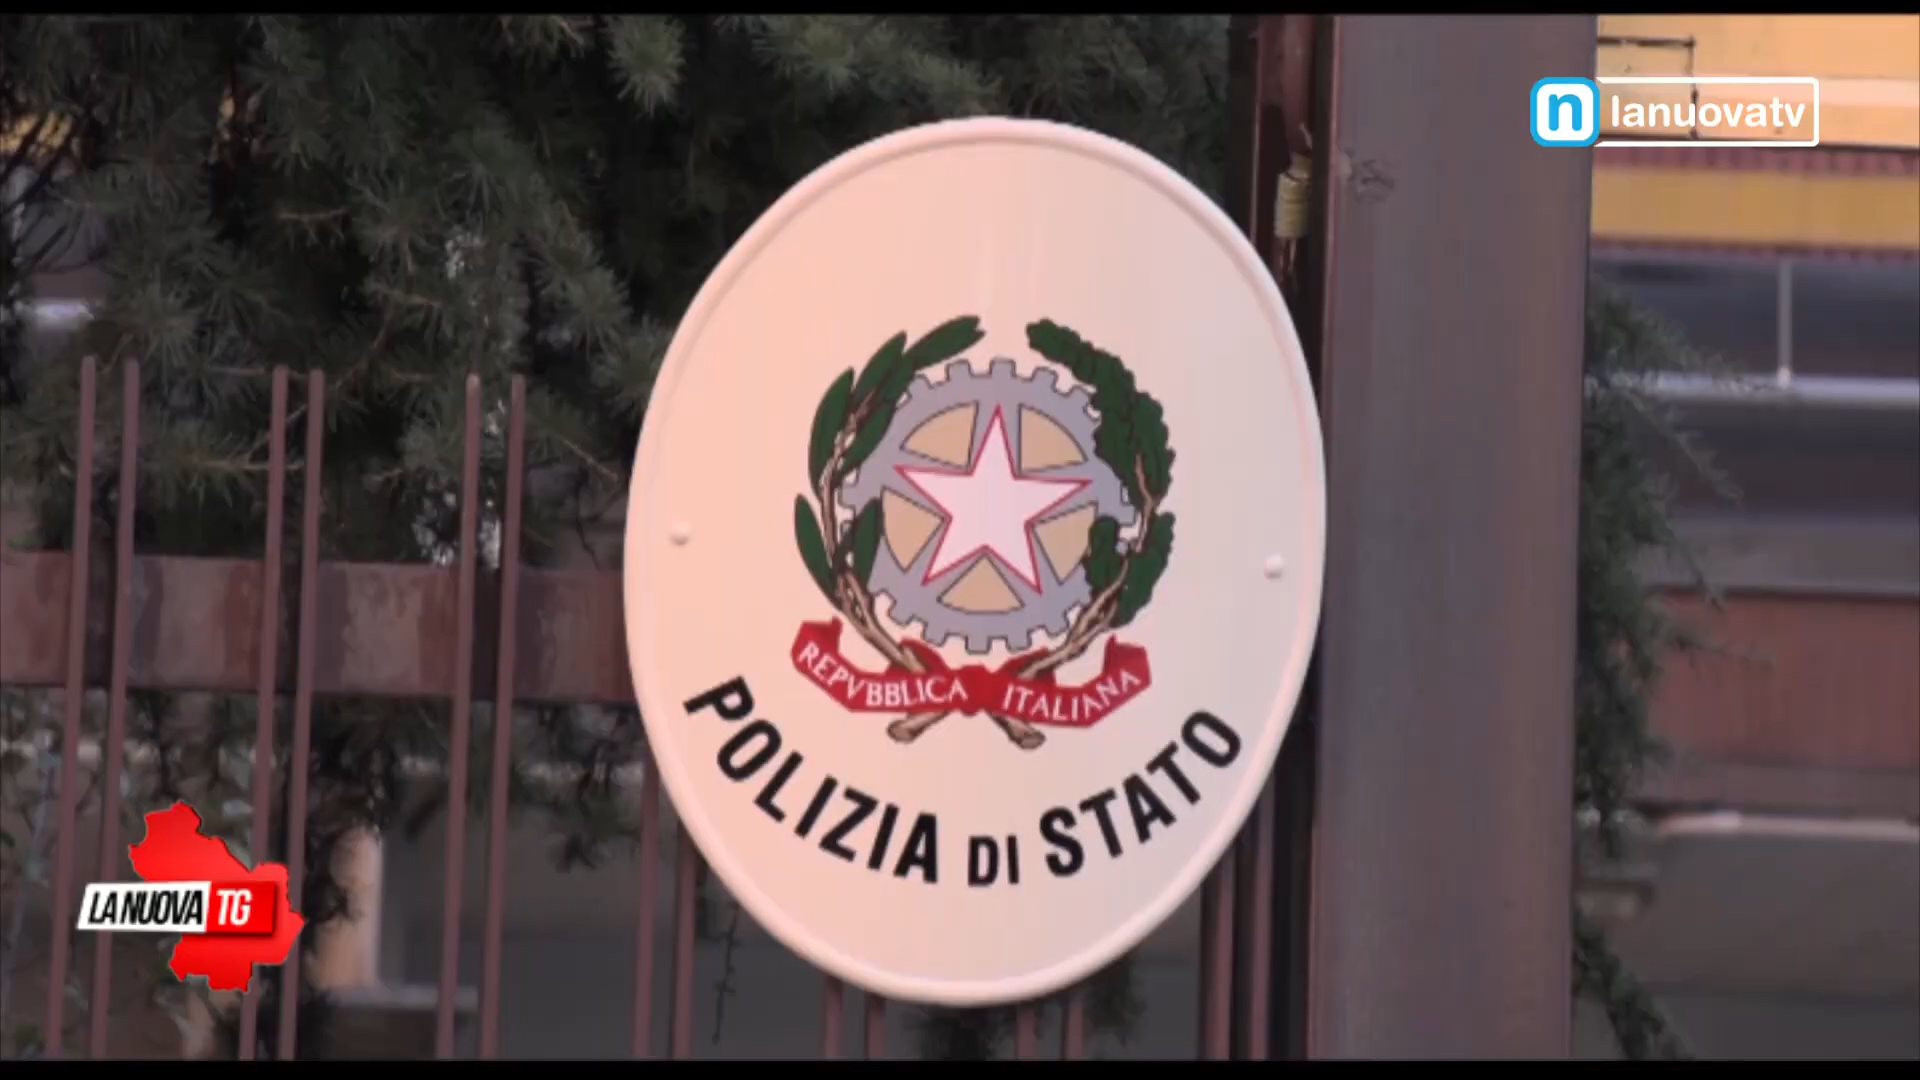 n lanuovatv
REPVBBLICA ITALIANA
POLIZIA DI STATO
LA NUOVA TG